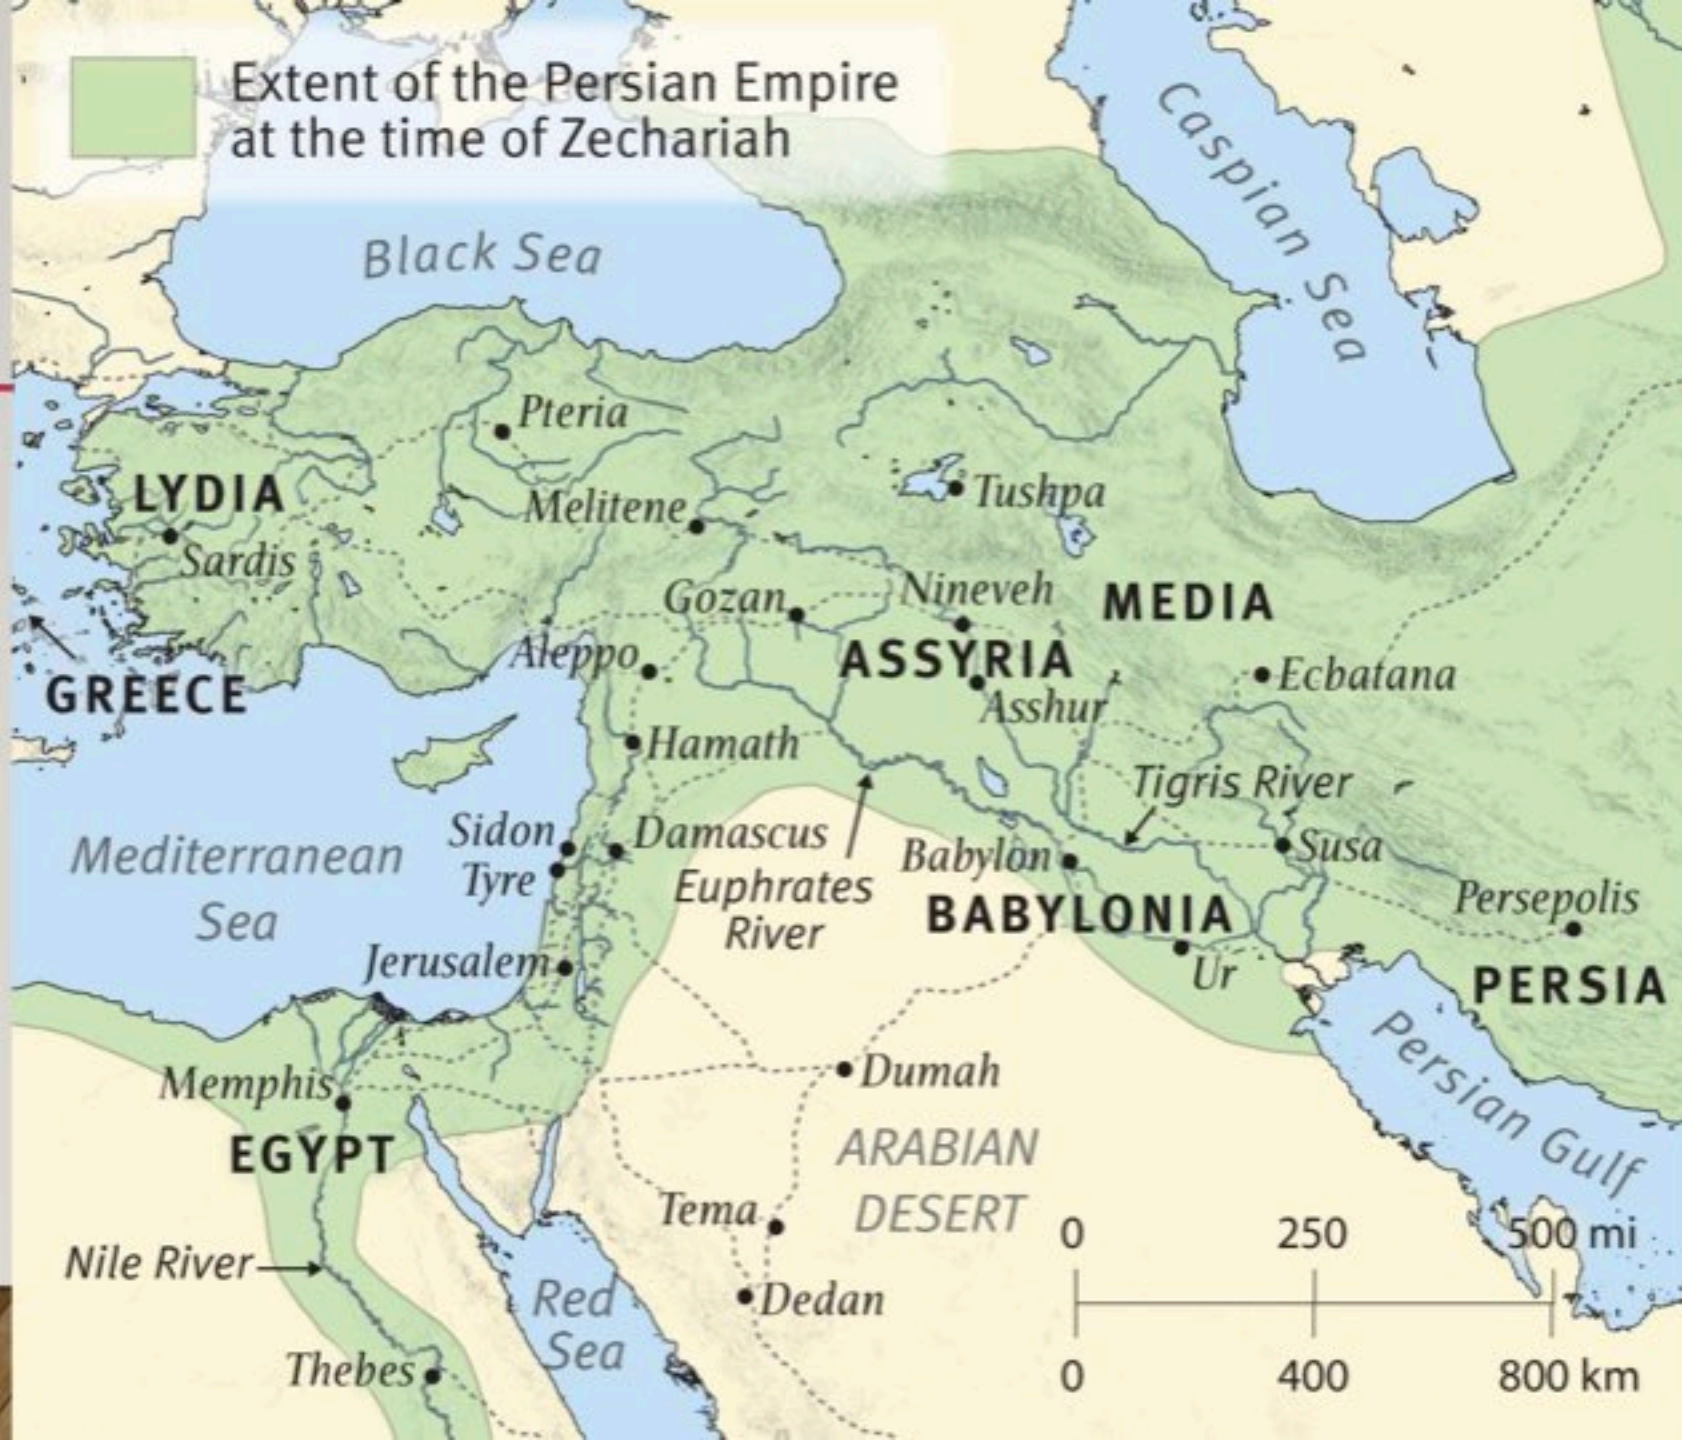 Extent of the Persian Empire
at the time of Zechariah
Caspian Sea
Black Sea
Pteria
LYDIA
Melitene
Tushpa
Sardis
Gozan
Nineveh
MEDIA
Aleppo
ASSYRIA
Ecbatana
GREECE
Asshur
Hamath
Tigris River
Sidon
Damascus
Mediterranean
Sea
Babylon
Susa
Tyre
Euphrates
River
BABYLONIA
Persepolis
Jerusalem
Ur
PERSIA
Persian Gulf
Dumah
Memphis
EGYPT
ARABIAN
DESERT
Tema
0 250 500 mi
Nile River
Red
Sea
Dedan
Thebes
0 400 800 km